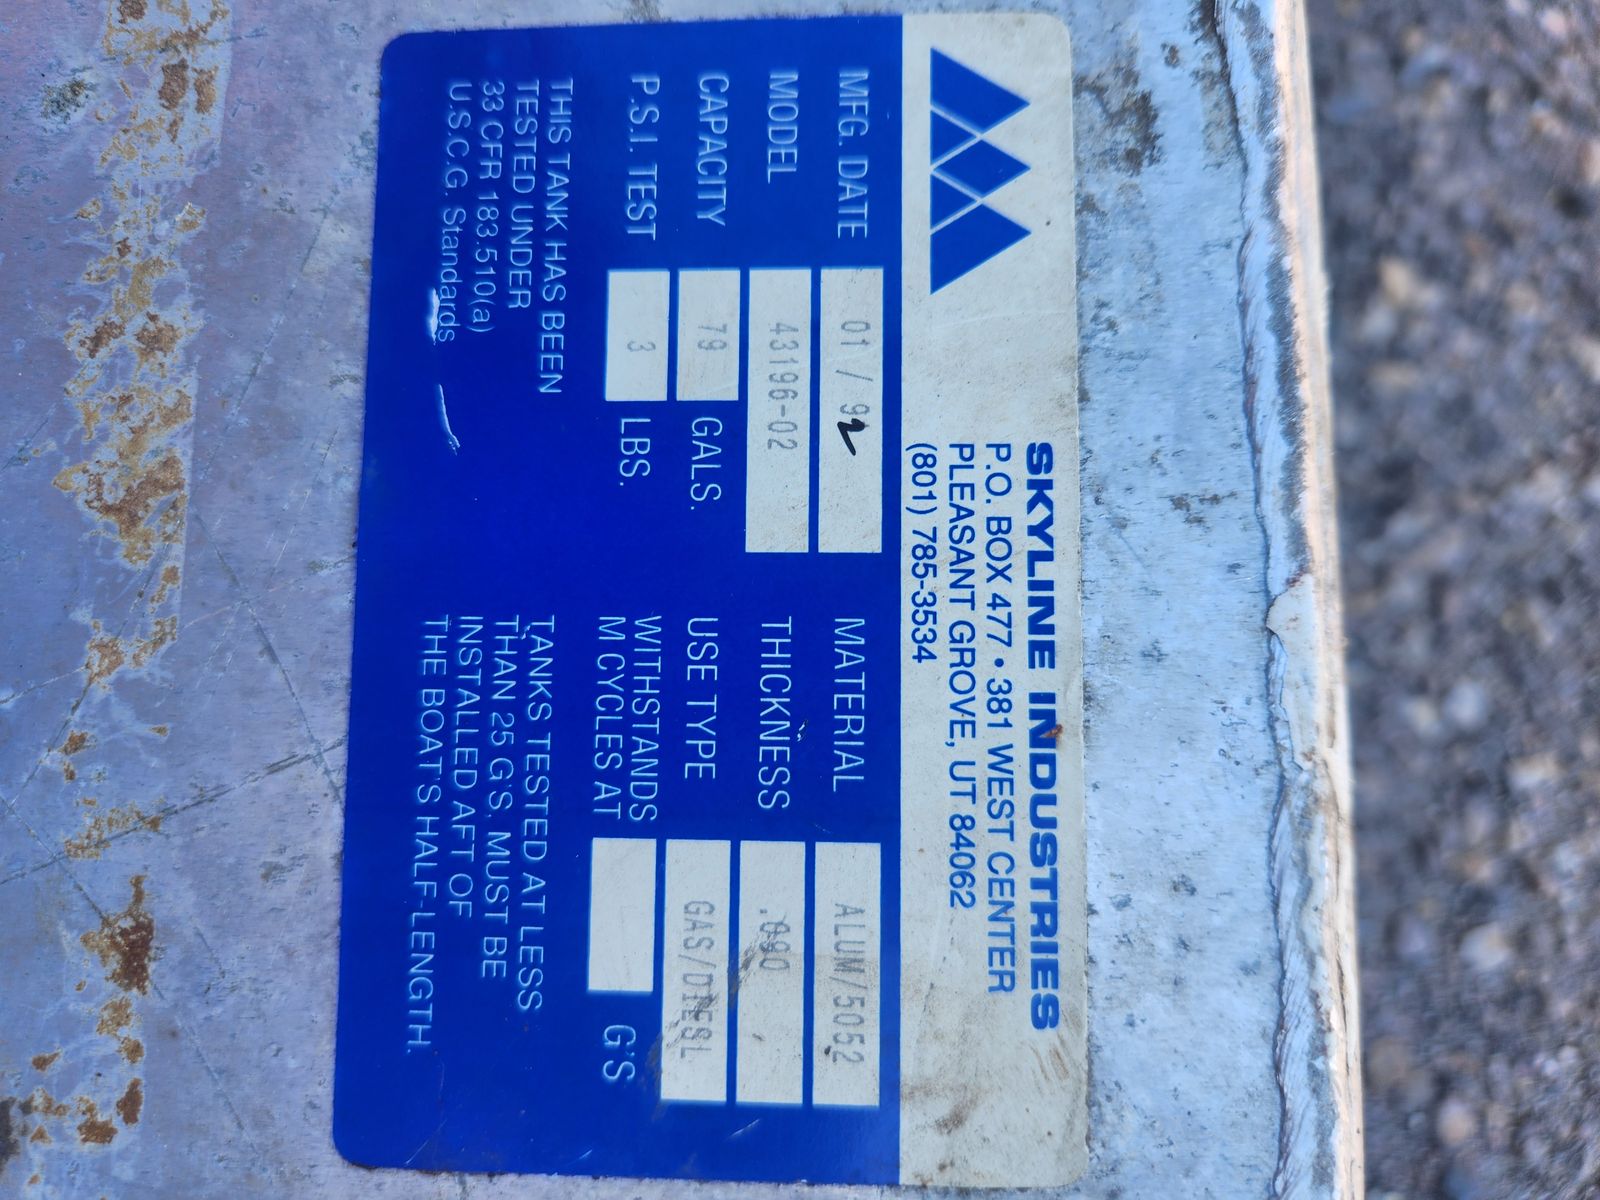 SKYLINE INDUSTRIES
P.O. BOX 477 • 381 WEST CENTER
PLEASANT GROVE, UT 84062
(801) 785-3534
MFG. DATE 01 / 92
MODEL 43196-02
CAPACITY 79 GALS.
P.S.I. TEST 3 LBS.
THIS TANK HAS BEEN
TESTED UNDER
33 CFR 183.510(a)
U.S.C.G. Standards
MATERIAL ALUM/5052
THICKNESS .090
USE TYPE GAS/DIESL
WITHSTANDS
M CYCLES AT G'S
TANKS TESTED AT LESS
THAN 25 G'S, MUST BE
INSTALLED AFT OF
THE BOAT'S HALF-LENGTH.